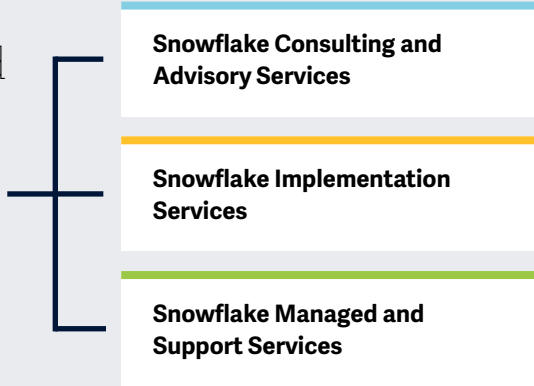 Snowflake Consulting and
Advisory Services
Snowflake Implementation
Services
Snowflake Managed and
Support Services